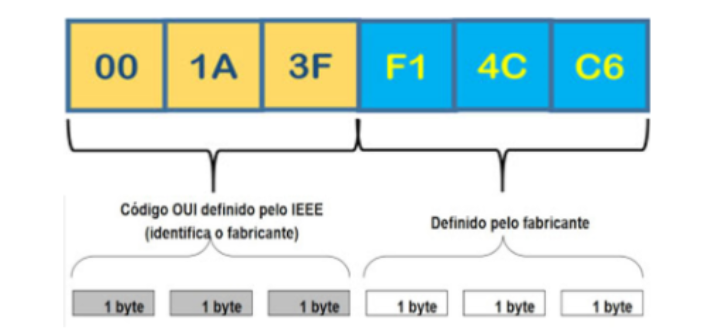 00 1A 3F F1 4C C6
Código OUI definido pelo IEEE
(identifica o fabricante)
Definido pelo fabricante
1 byte 1 byte 1 byte 1 byte 1 byte 1 byte